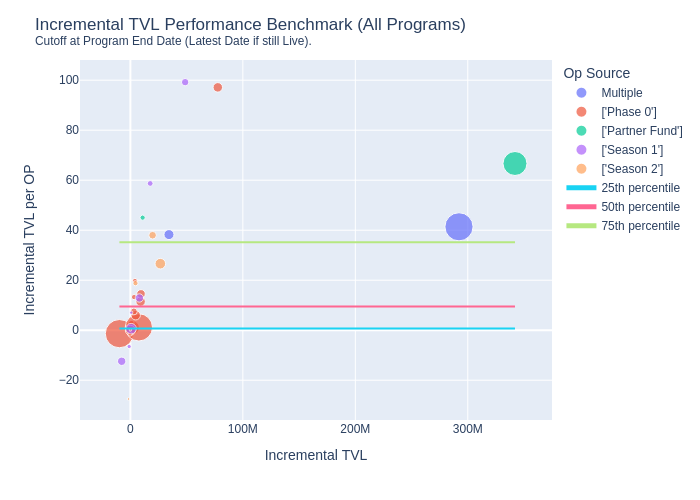 Incremental TVL Performance Benchmark (All Programs)
Cutoff at Program End Date (Latest Date if still Live).
Incremental TVL per OP
100
80
60
40
20
0
−20
0
100M
200M
300M
Incremental TVL
Op Source
Multiple
['Phase 0']
['Partner Fund']
['Season 1']
['Season 2']
25th percentile
50th percentile
75th percentile